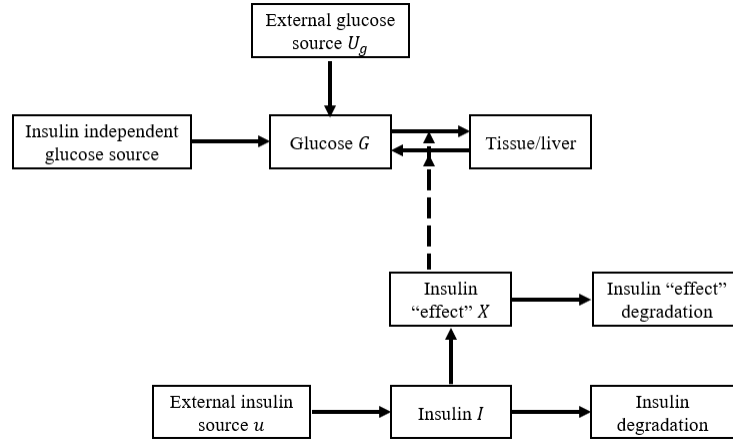 External glucose
source U_g
Insulin independent
glucose source
Glucose G
Tissue/liver
Insulin
“effect” X
Insulin “effect”
degradation
External insulin
source u
Insulin I
Insulin
degradation